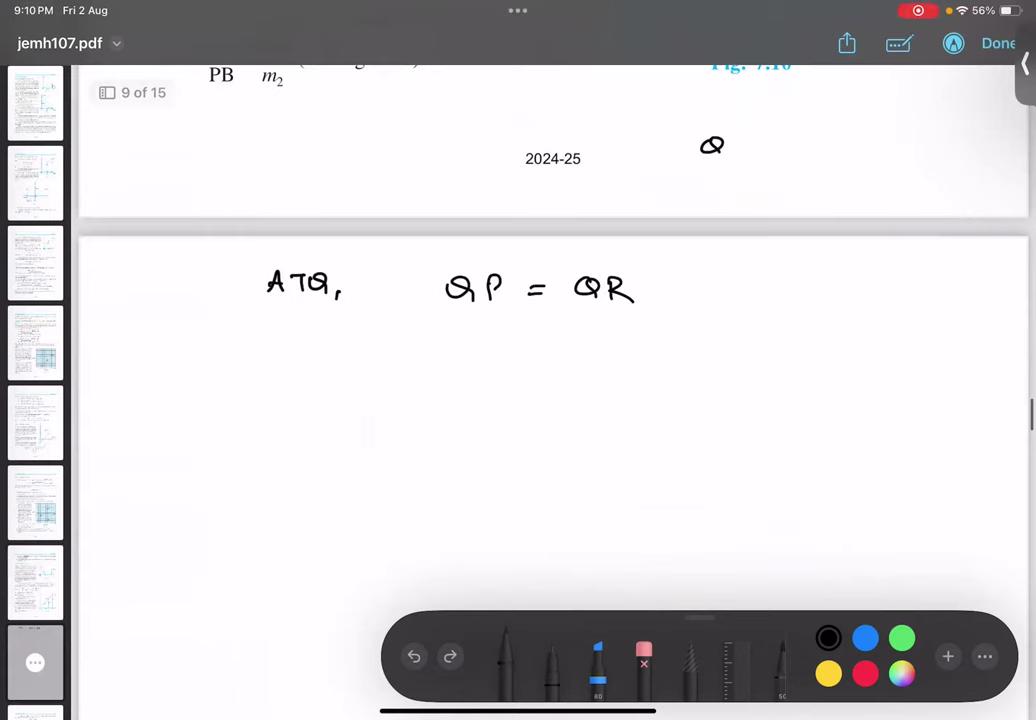 9:10 PM Fri 2 Aug
56%
jemh107.pdf
Done
PB m2
9 of 15
2024-25
Q
ATQ, QP = QR
80